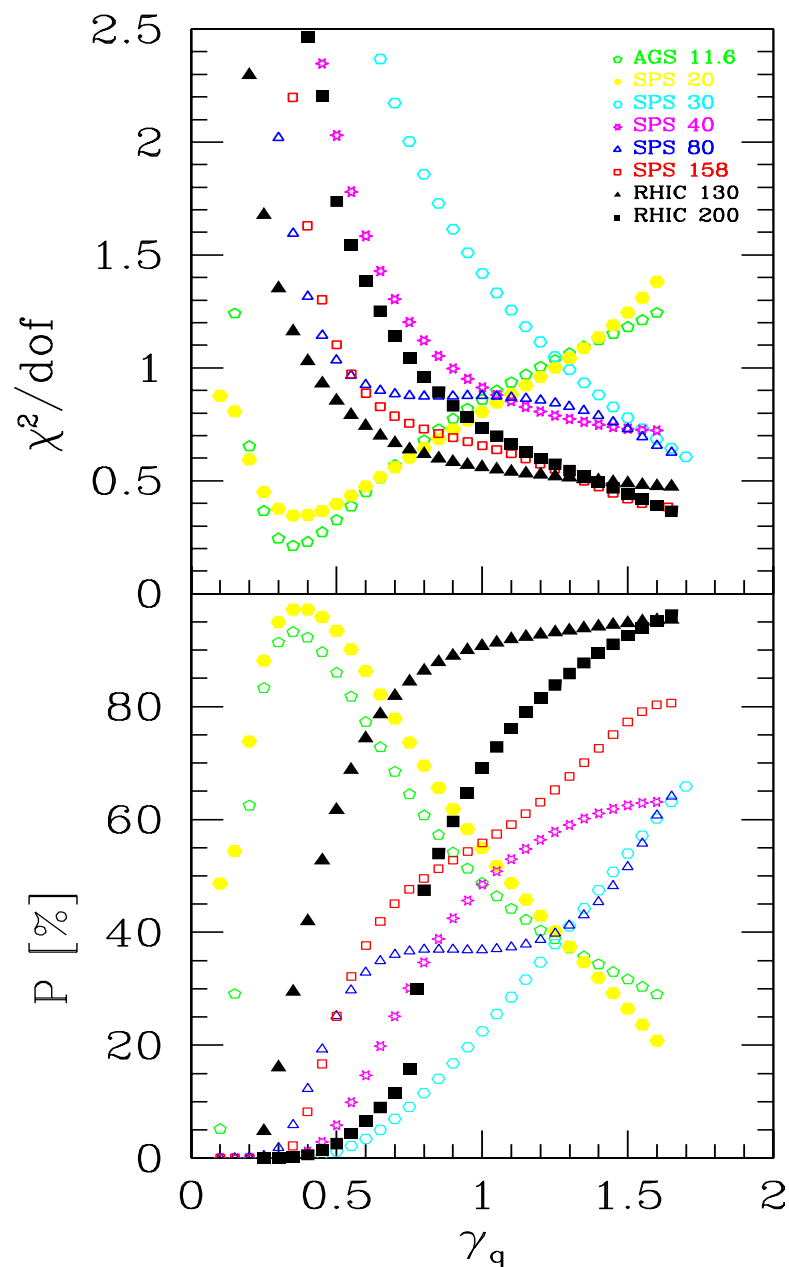 2.5
AGS 11.6
SPS 20
SPS 30
SPS 40
SPS 80
SPS 158
RHIC 130
RHIC 200
2
1.5
χ²/dof
1
0.5
0
80
60
P [%]
40
20
0
0 0.5 1 1.5 2
γq